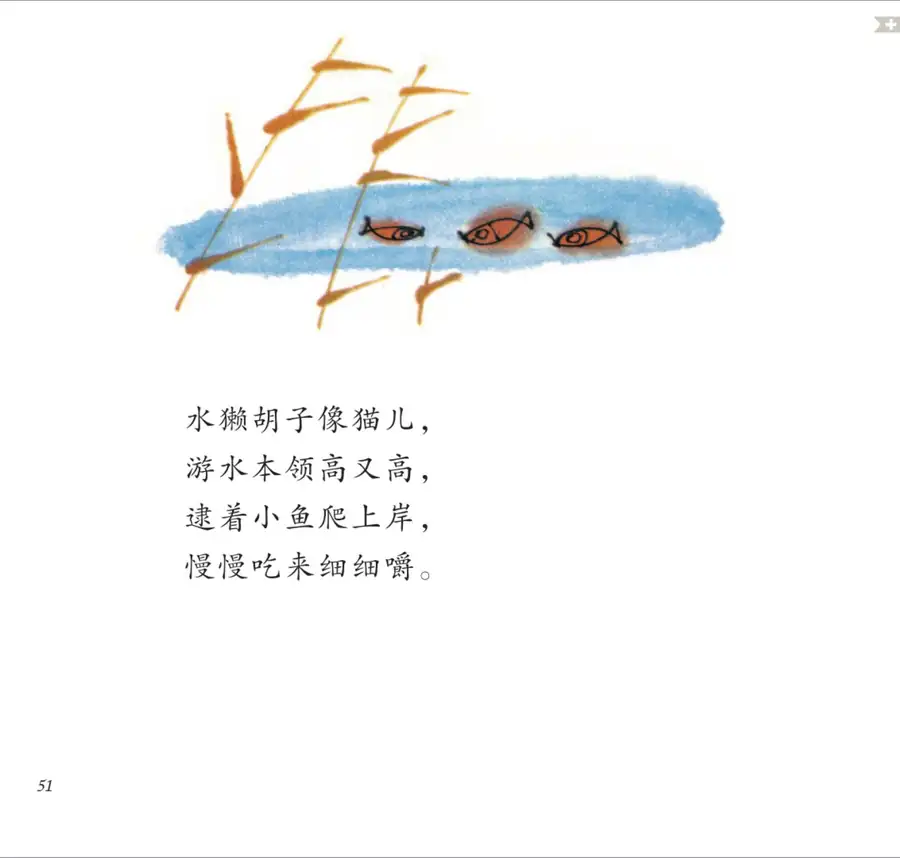 水獭胡子像猫儿，
游水本领高又高，
逮着小鱼爬上岸，
慢慢吃来细细嚼。
51